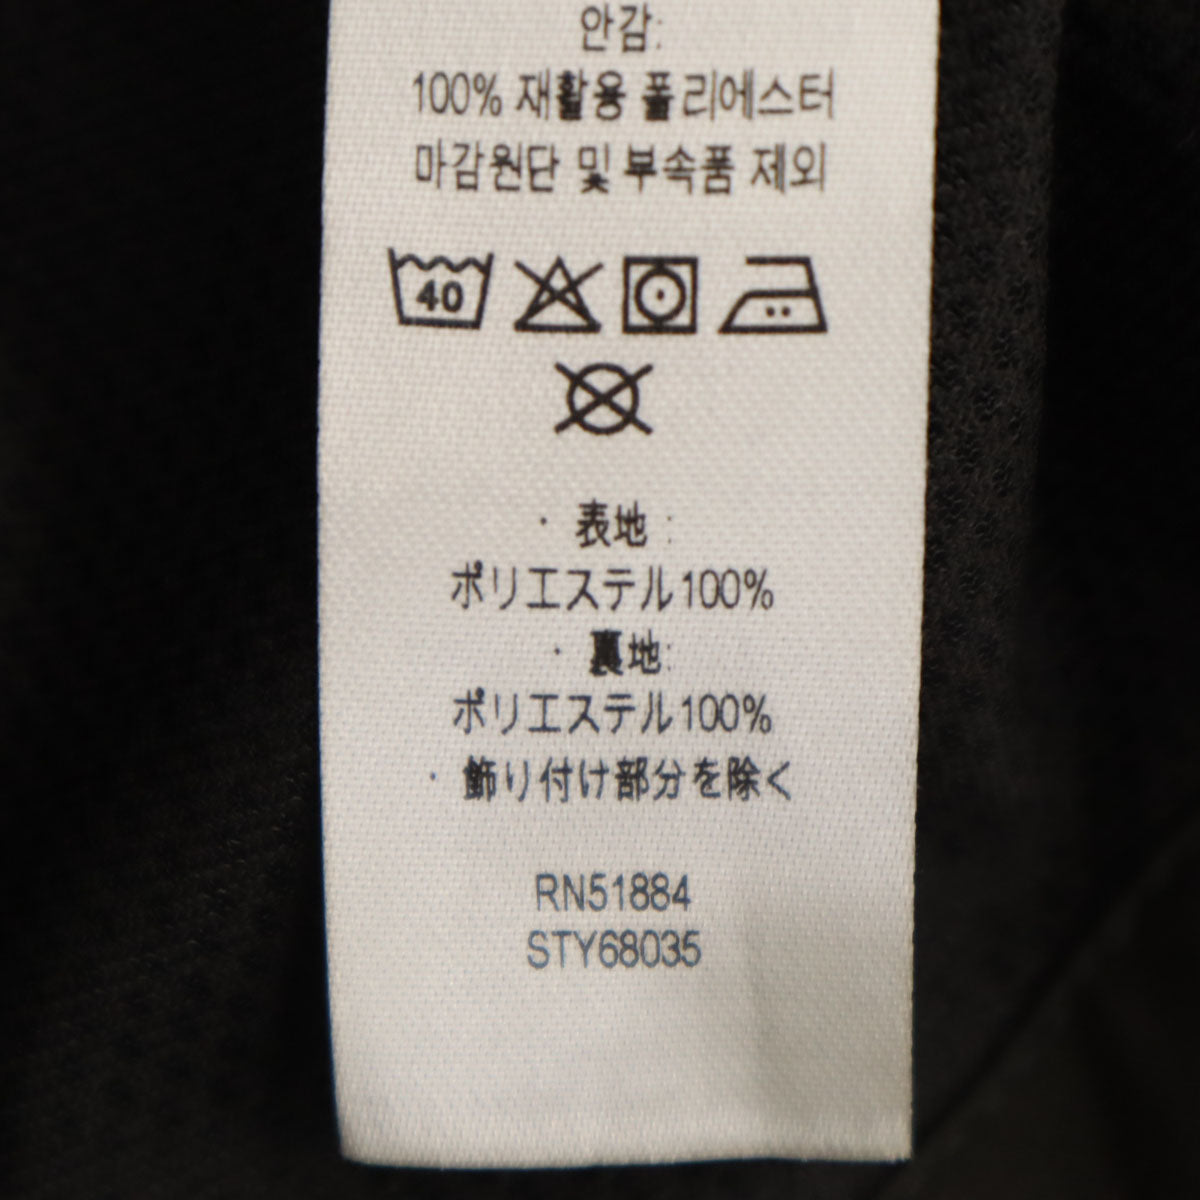 안감:
100% 재활용 폴리에스터
마감원단 및 부속품 제외
40
· 表地 :
ポリエステル100%
· 裏地:
ポリエステル100%
· 飾り付け部分を除く
RN51884
STY68035